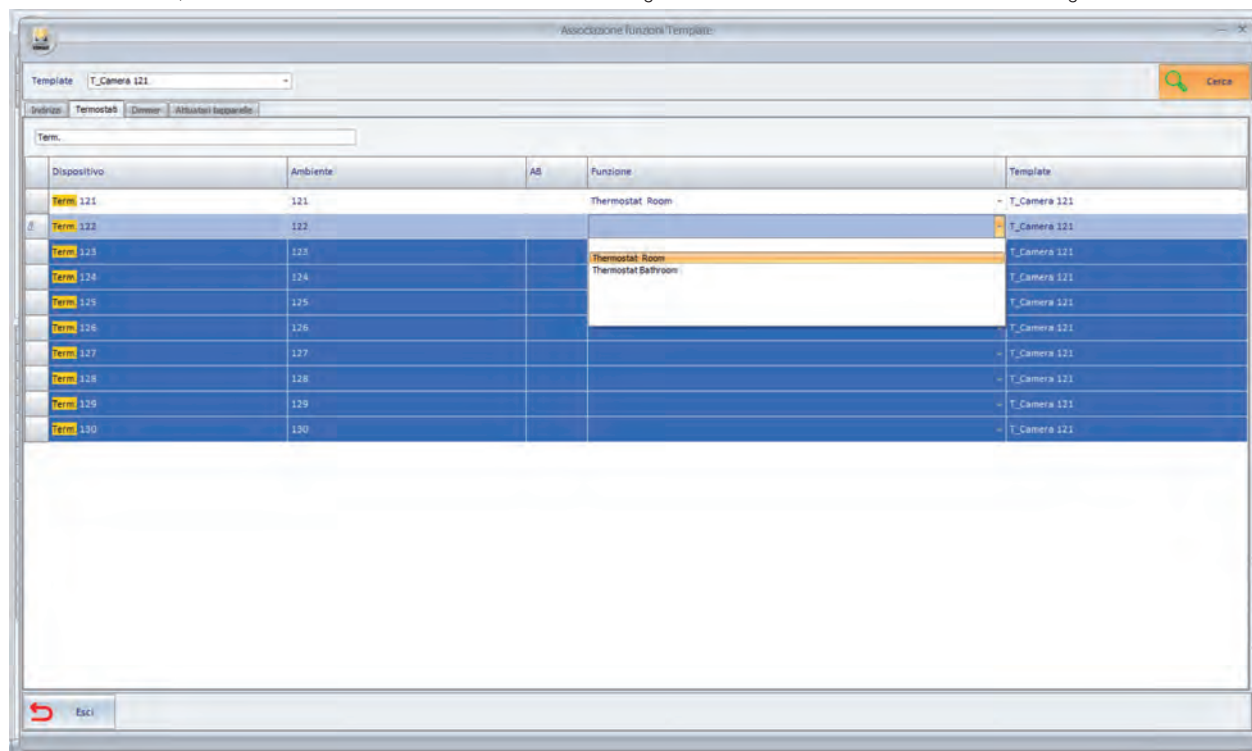 Associazione funzioni Template
Template T_Camera 121 Cerca
Indirizzi Termostati Dimmer Attuatori tapparelle
Term.
Dispositivo Ambiente AB Funzione Template
Term. 121 121 Thermostat Room T_Camera 121
Term. 122 122 T_Camera 121
Term. 123 123 T_Camera 121
Thermostat Room
Term. 124 124 Thermostat Bathroom T_Camera 121
Term. 125 125 T_Camera 121
Term. 126 126 T_Camera 121
Term. 127 127 T_Camera 121
Term. 128 128 T_Camera 121
Term. 129 129 T_Camera 121
Term. 130 130 T_Camera 121
Esci